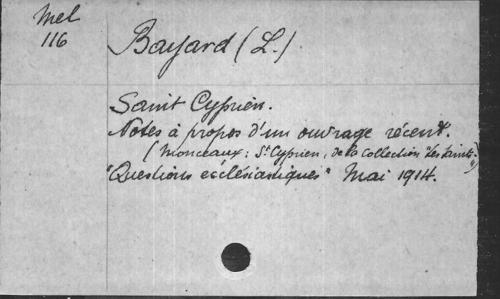 Mel
116
Bayard (L.)
Saint Cyprien.
Notes à propos d'un ouvrage récent.
(Monceaux: St Cyprien, de la collection "Les Saints")
"Questions ecclésiastiques" Mai 1914.